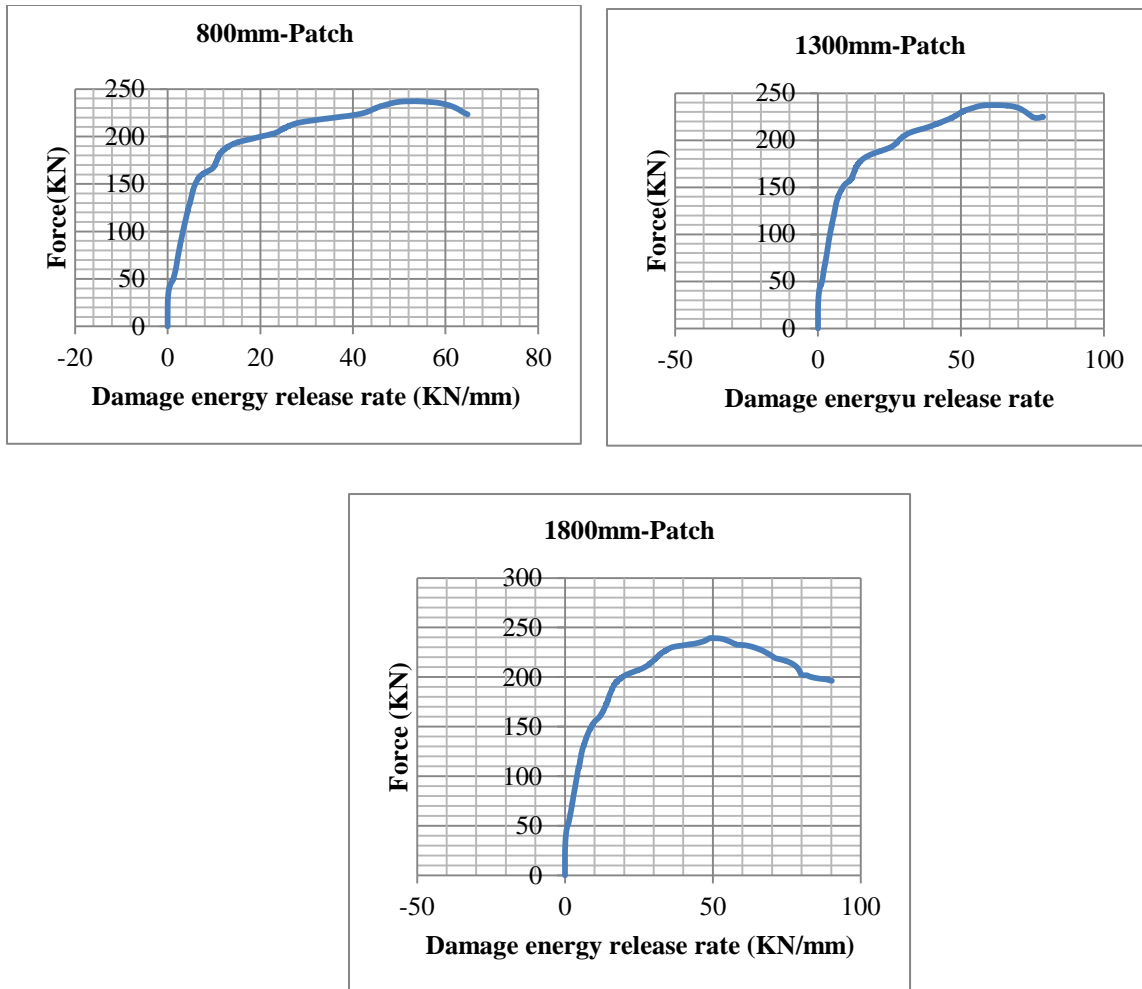 800mm-Patch
250
200
150
100
50
0
-20 0 20 40 60 80
Force(KN)
Damage energy release rate (KN/mm)
1300mm-Patch
250
200
150
100
50
0
-50 0 50 100
Force(KN)
Damage energyu release rate
1800mm-Patch
300
250
200
150
100
50
0
-50 0 50 100
Force (KN)
Damage energy release rate (KN/mm)